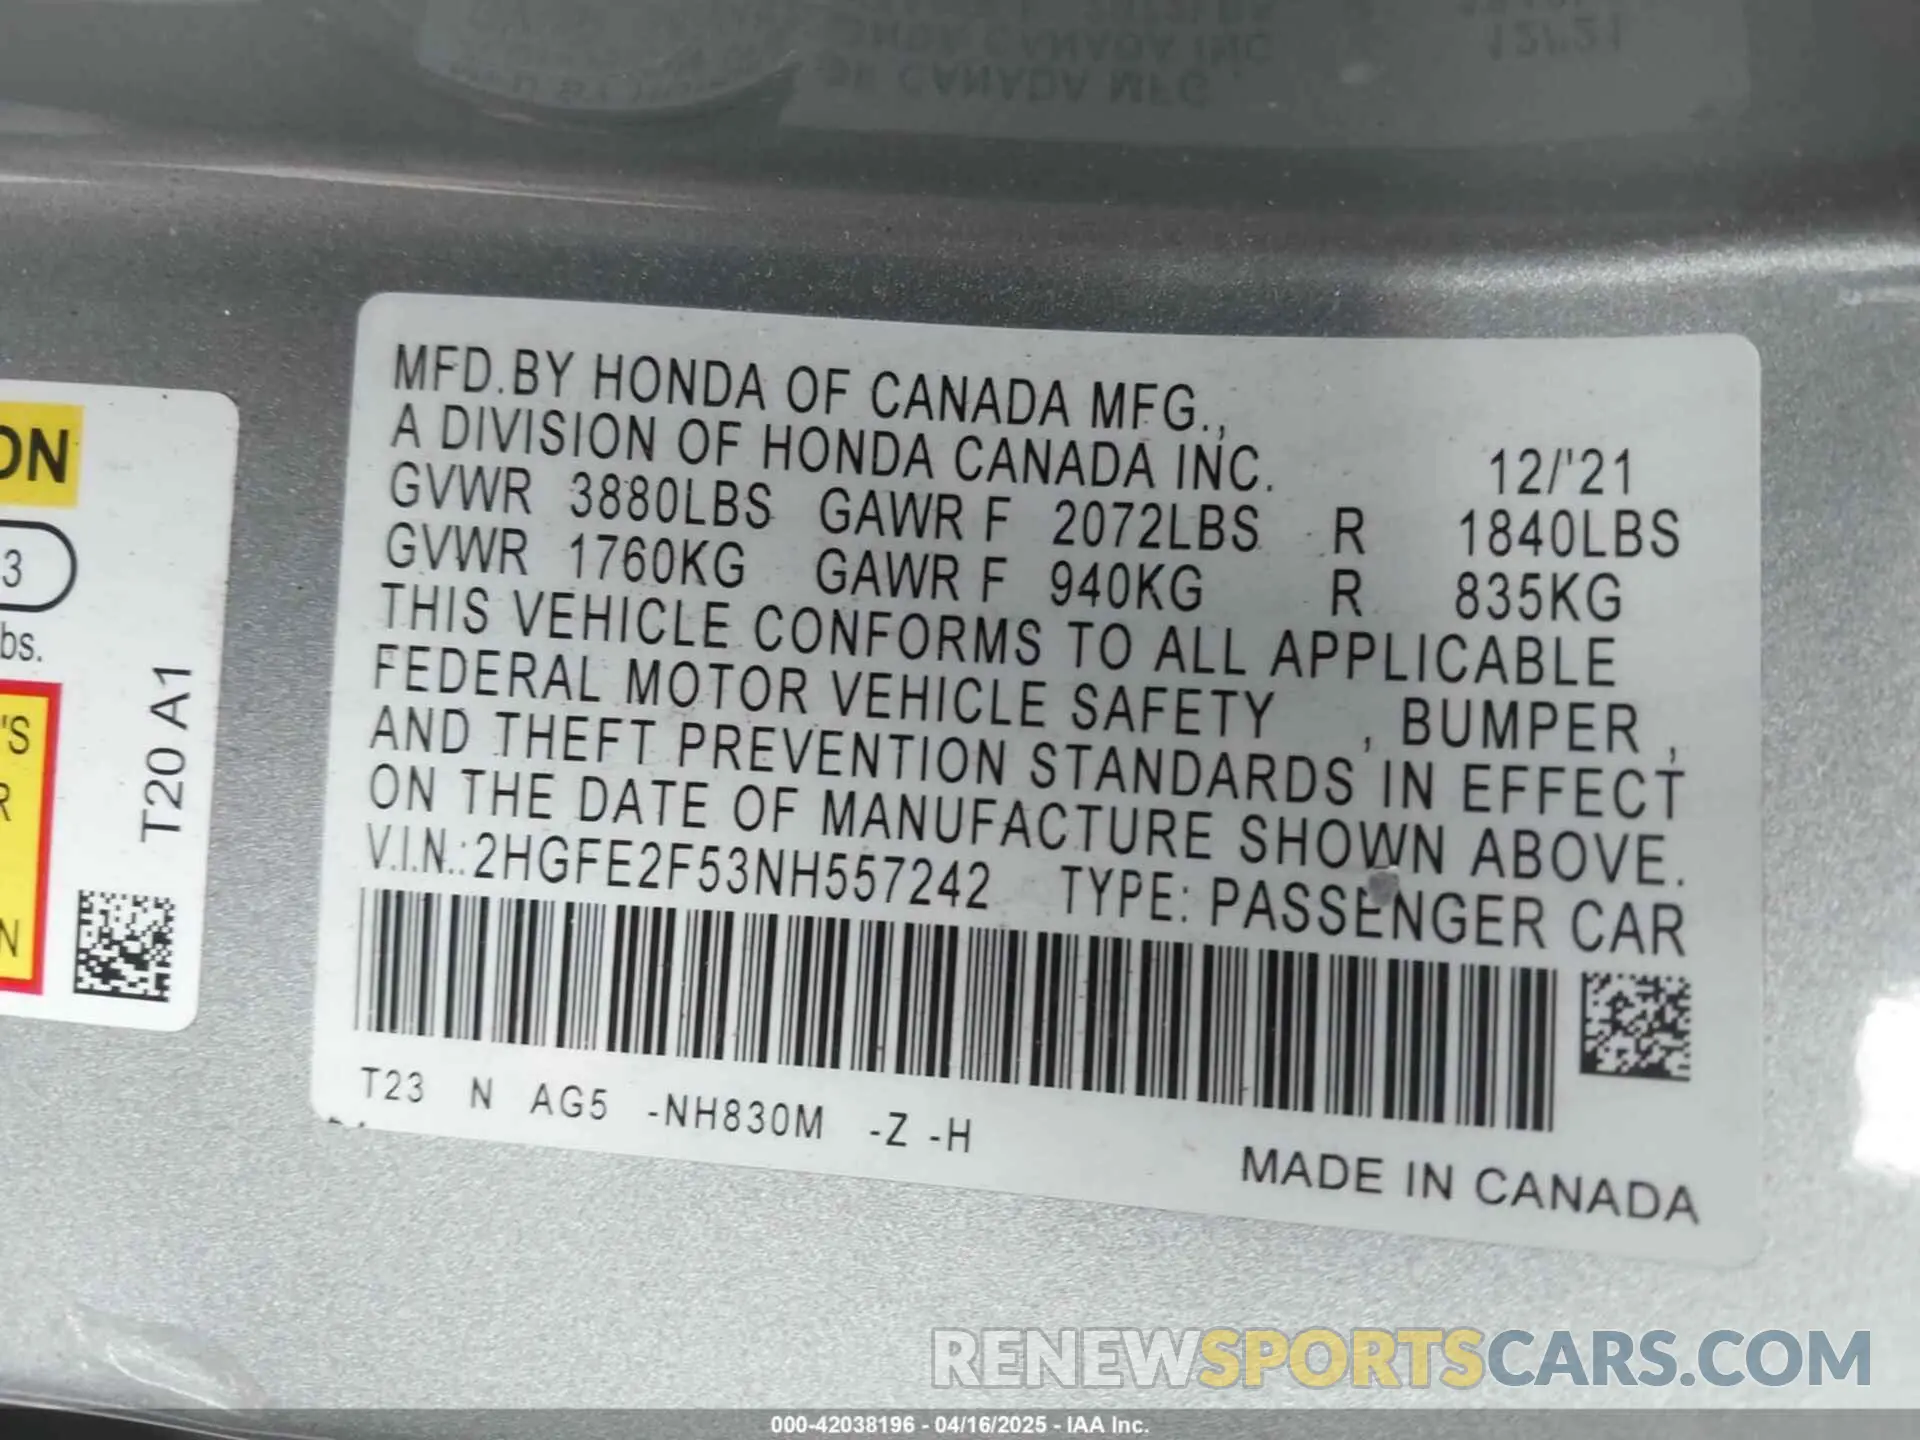 MFD.BY HONDA OF CANADA MFG.,
A DIVISION OF HONDA CANADA INC. 12/'21
GVWR 3880LBS GAWR F 2072LBS R 1840LBS
GVWR 1760KG GAWR F 940KG R 835KG
THIS VEHICLE CONFORMS TO ALL APPLICABLE
FEDERAL MOTOR VEHICLE SAFETY , BUMPER ,
AND THEFT PREVENTION STANDARDS IN EFFECT
ON THE DATE OF MANUFACTURE SHOWN ABOVE.
V.I.N.: 2HGFE2F53NH557242 TYPE: PASSENGER CAR
T23 N AG5 -NH830M -Z -H
MADE IN CANADA
ON
3
bs.
'S
R
N
T20 A1
RENEWSPORTSCARS.COM
000-42038196 - 04/16/2025 - IAA Inc.